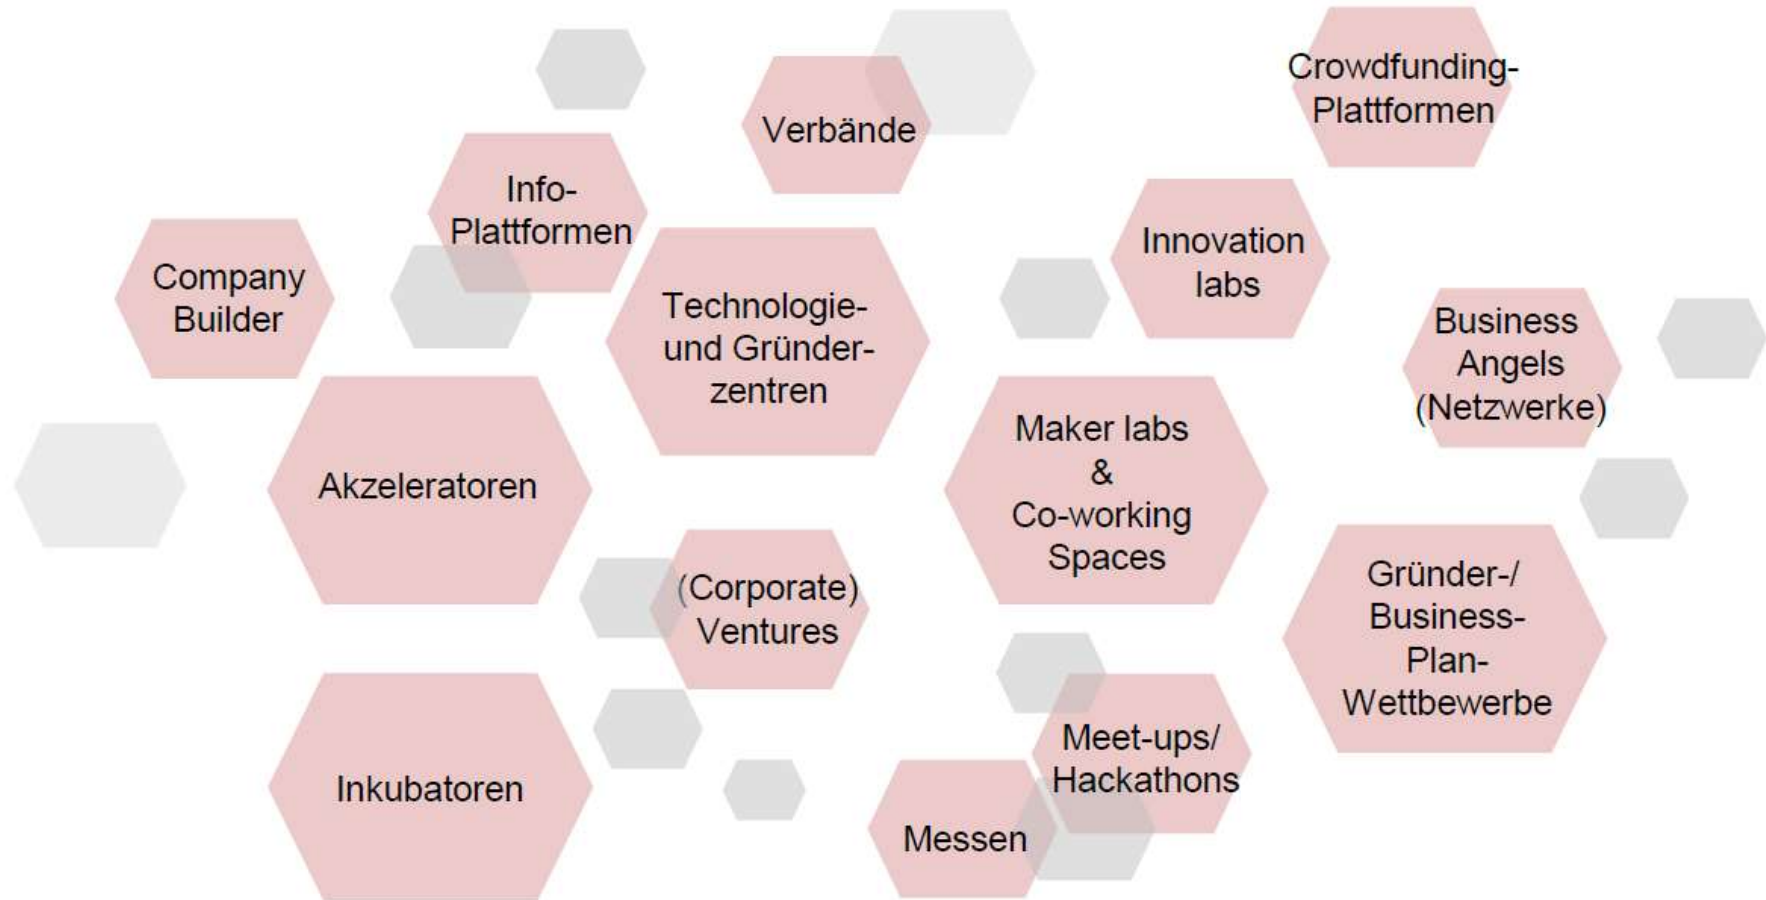 Crowdfunding-
Plattformen
Verbände
Info-
Plattformen
Innovation
labs
Company
Builder
Technologie-
und Gründer-
zentren
Business
Angels
(Netzwerke)
Akzeleratoren
Maker labs
&
Co-working
Spaces
(Corporate)
Ventures
Gründer-/
Business-
Plan-
Wettbewerbe
Inkubatoren
Meet-ups/
Hackathons
Messen